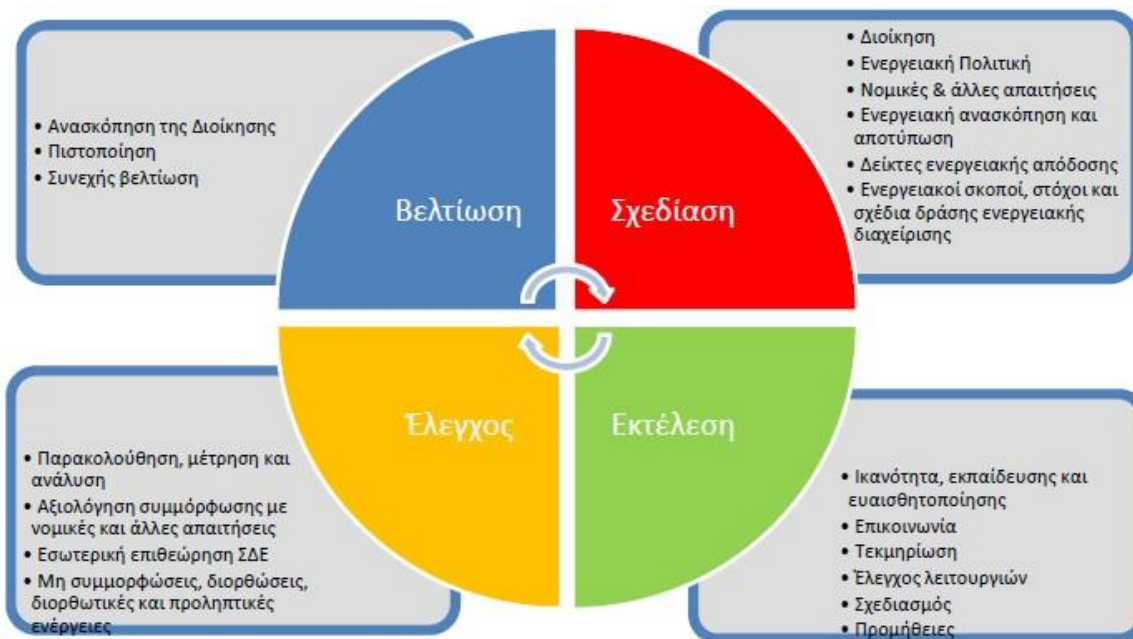 • Ανασκόπηση της Διοίκησης
• Πιστοποίηση
• Συνεχής βελτίωση
Βελτίωση
Σχεδίαση
• Διοίκηση
• Ενεργειακή Πολιτική
• Νομικές & άλλες απαιτήσεις
• Ενεργειακή ανασκόπηση και
αποτύπωση
• Δείκτες ενεργειακής απόδοσης
• Ενεργειακοί σκοποί, στόχοι και
σχέδια δράσης ενεργειακής
διαχείρισης
• Παρακολούθηση, μέτρηση και
ανάλυση
• Αξιολόγηση συμμόρφωσης με
νομικές και άλλες απαιτήσεις
• Εσωτερική επιθεώρηση ΣΔΕ
• Μη συμμορφώσεις, διορθώσεις,
διορθωτικές και προληπτικές
ενέργειες
Έλεγχος
Εκτέλεση
• Ικανότητα, εκπαίδευσης και
ευαισθητοποίησης
• Επικοινωνία
• Τεκμηρίωση
• Έλεγχος λειτουργιών
• Σχεδιασμός
• Προμήθειες